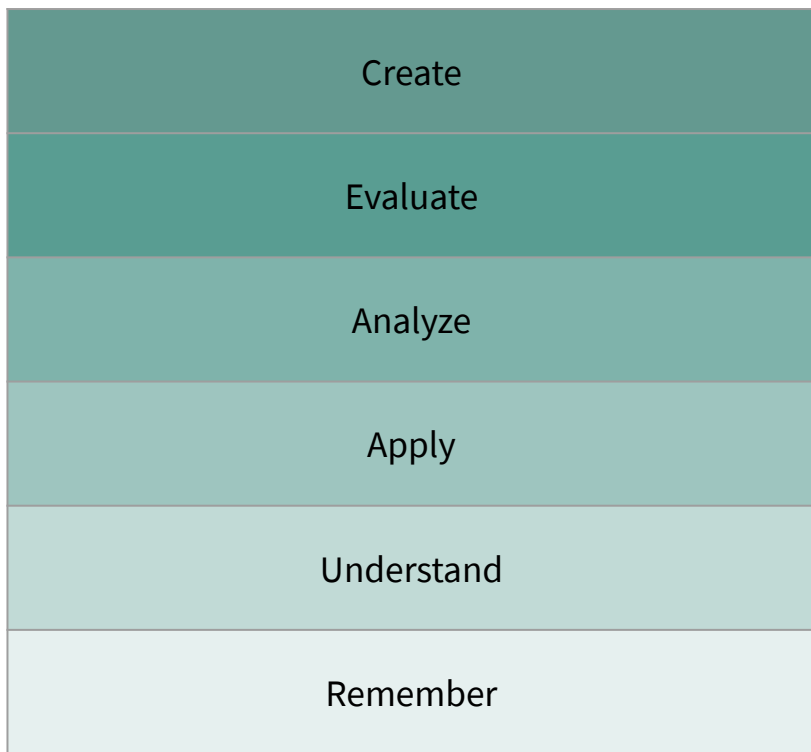 Create
Evaluate
Analyze
Apply
Understand
Remember